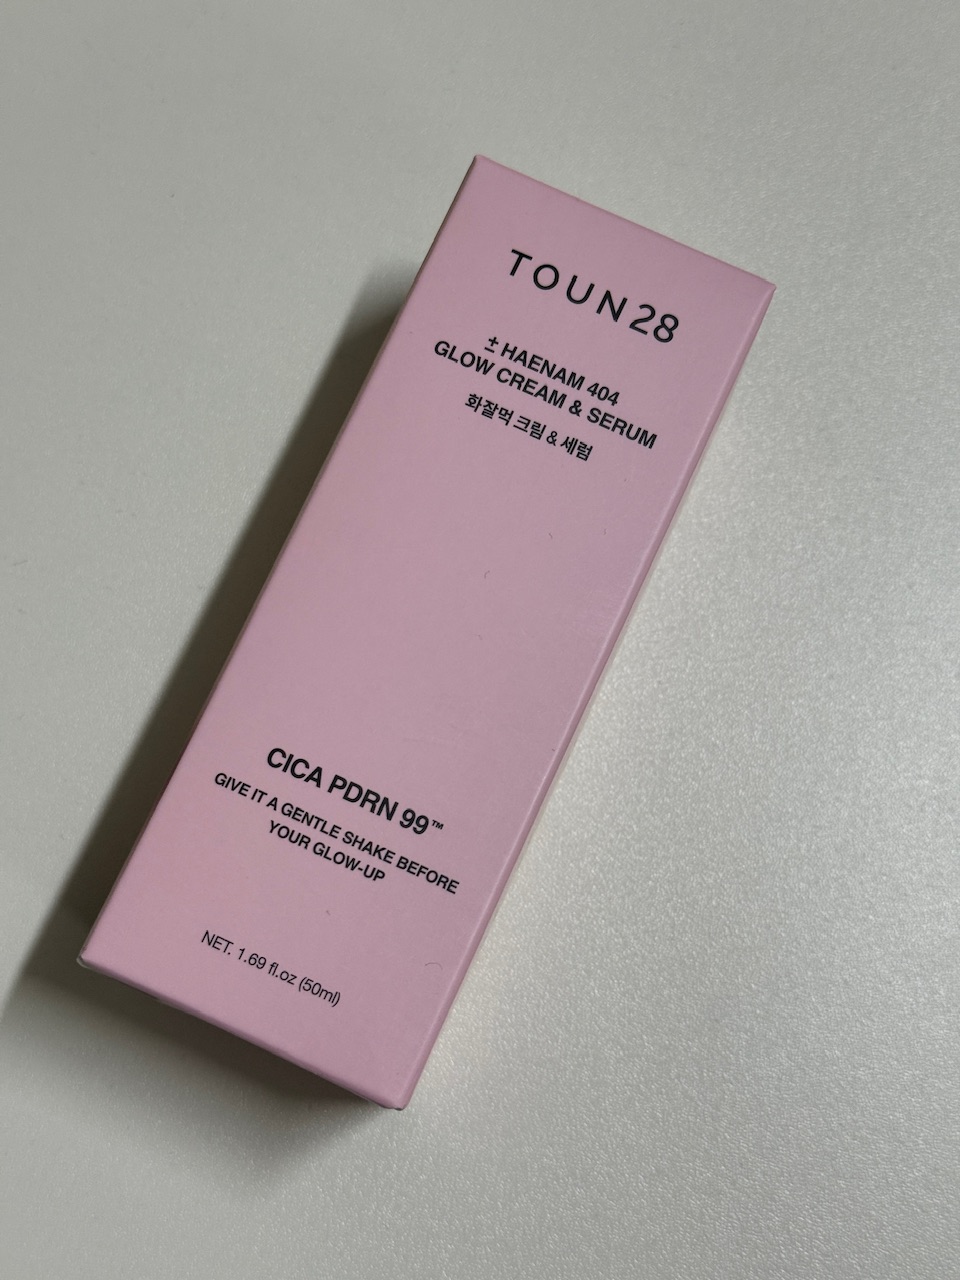 TOUN28
± HAENAM 404
GLOW CREAM & SERUM
화잘먹 크림 & 세럼
CICA PDRN 99™
GIVE IT A GENTLE SHAKE BEFORE
YOUR GLOW-UP
NET. 1.69 fl.oz (50ml)